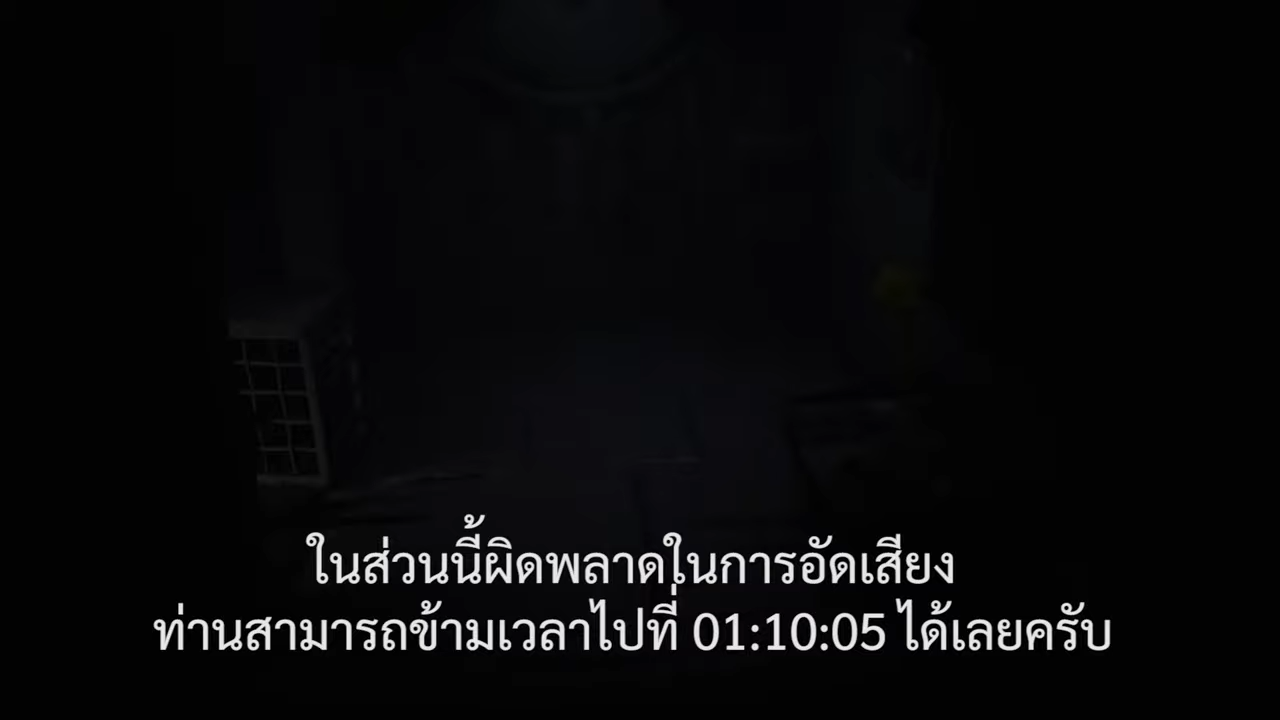 ในส่วนนี้ผิดพลาดในการอัดเสียง
ท่านสามารถข้ามเวลาไปที่ 01:10:05 ได้เลยครับ